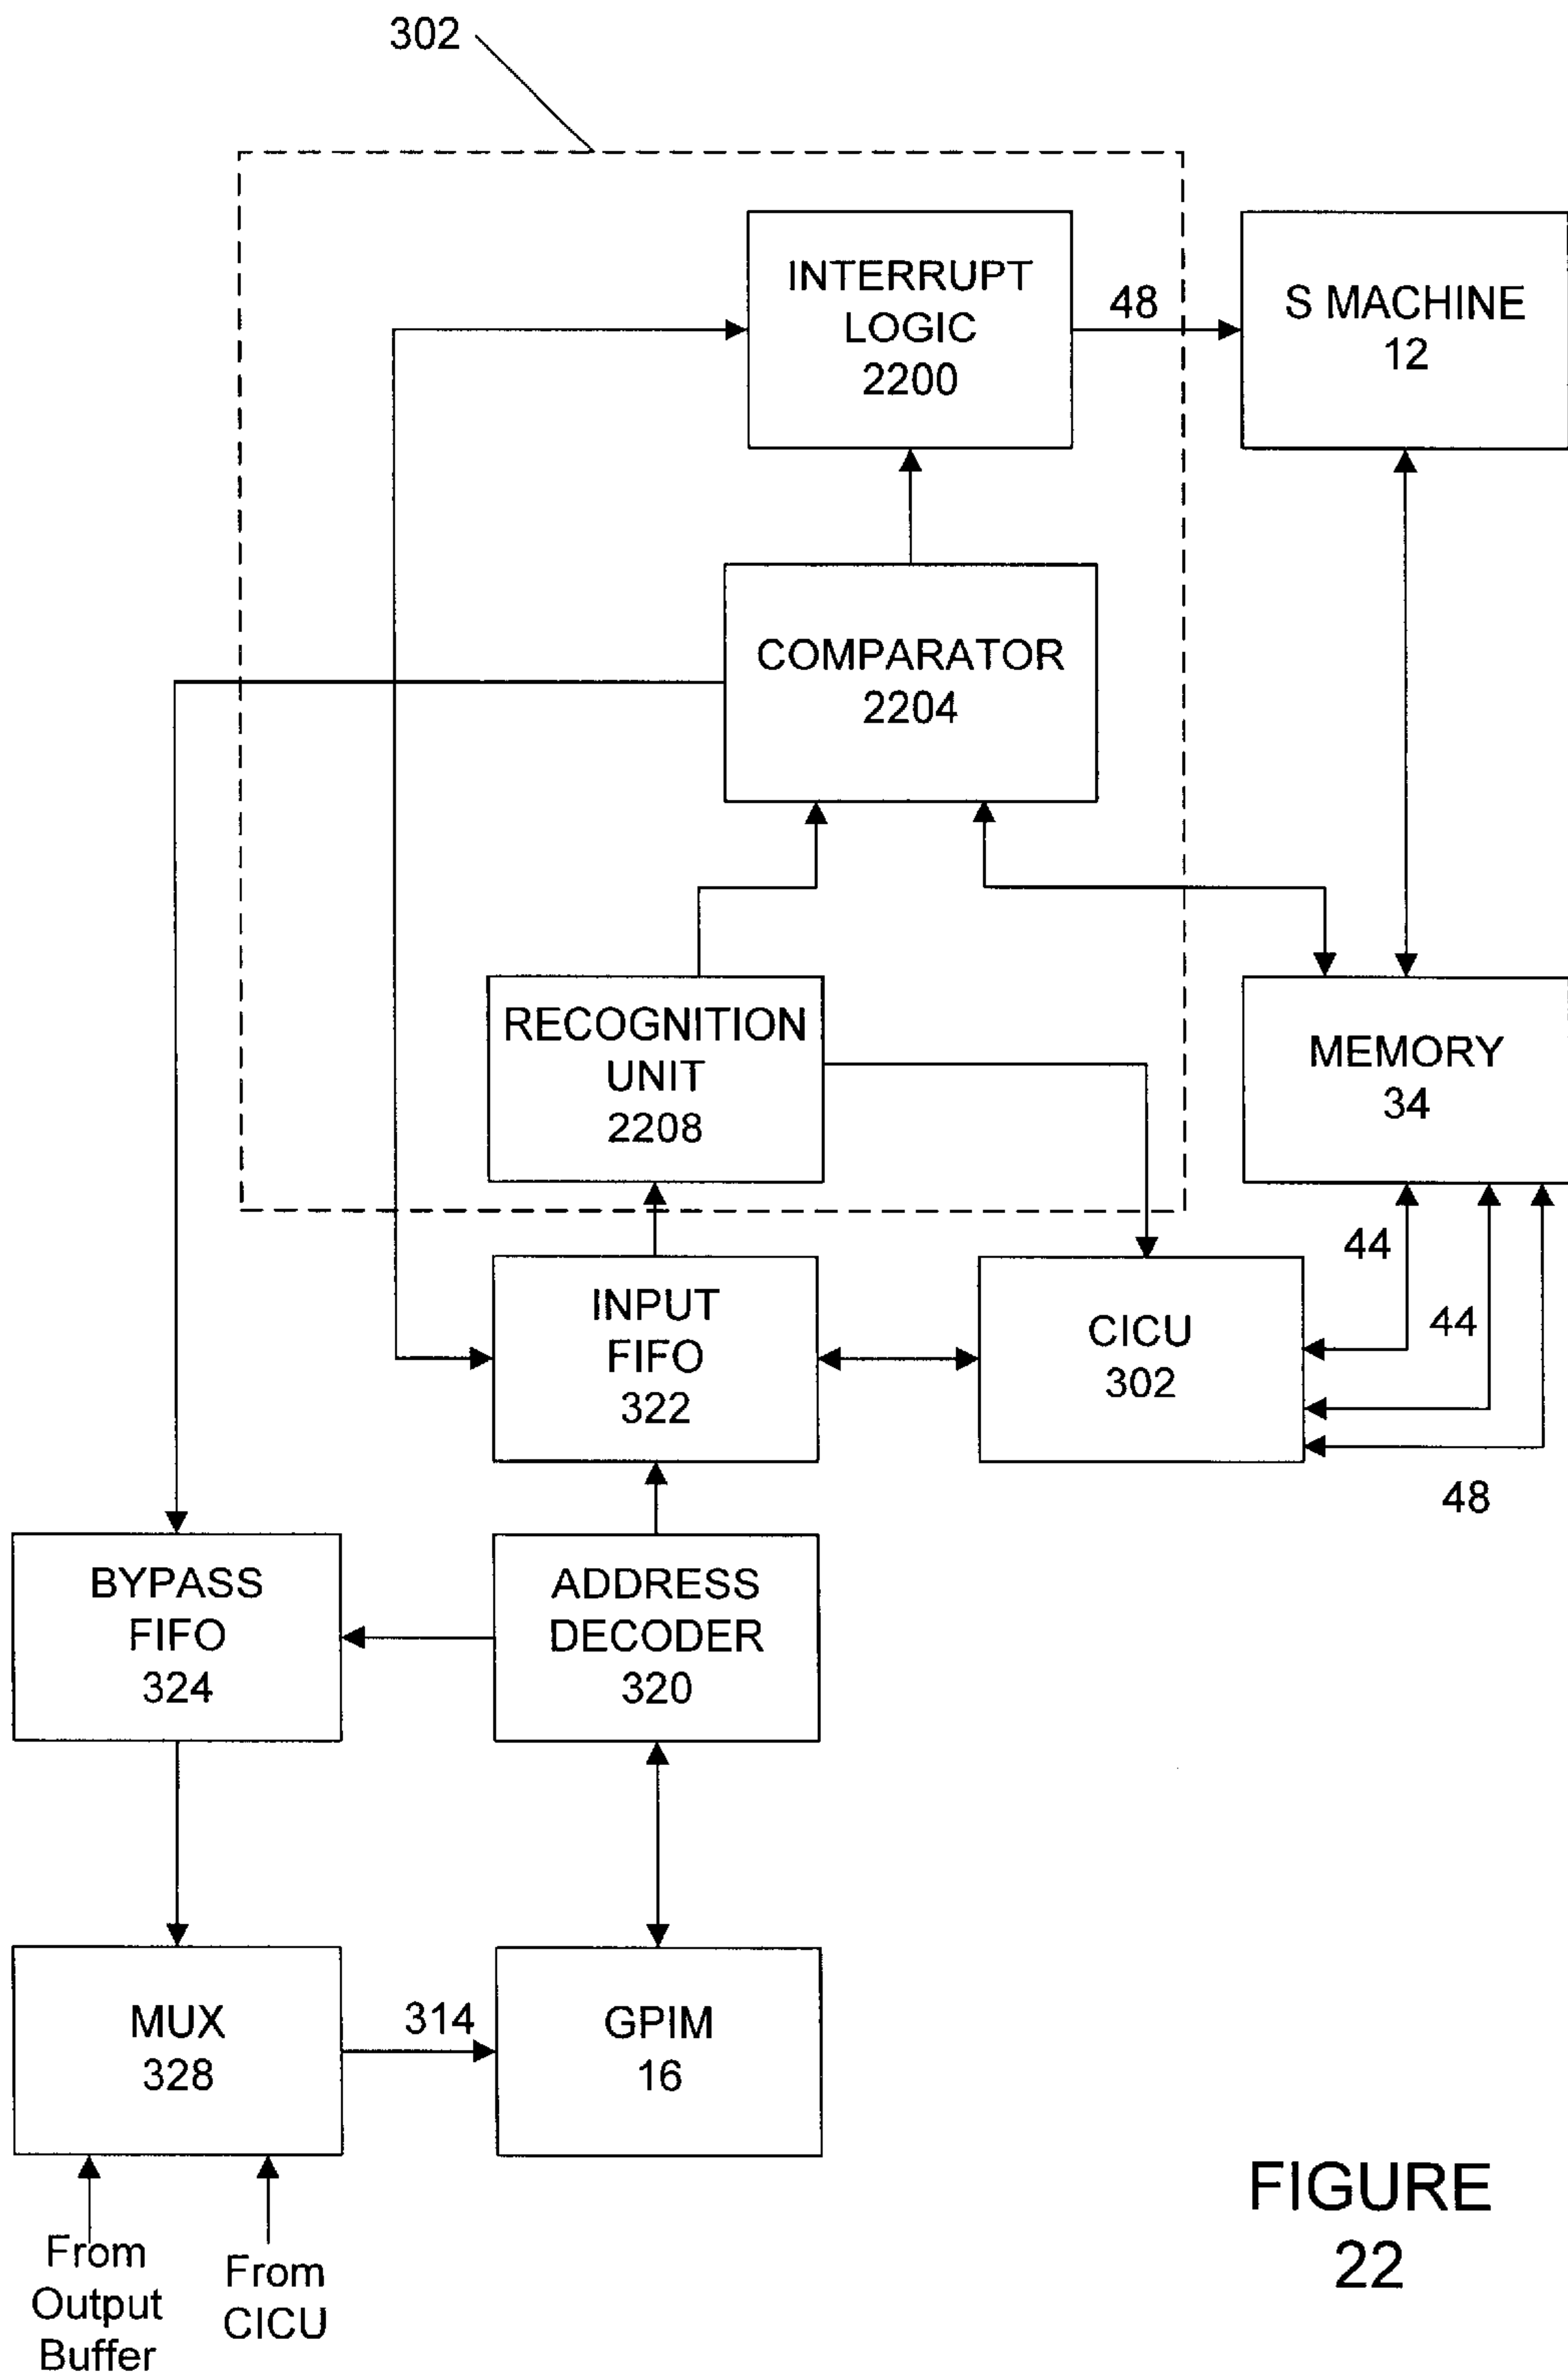 302
INTERRUPT
LOGIC
2200
48
S MACHINE
12
COMPARATOR
2204
RECOGNITION
UNIT
2208
MEMORY
34
44
44
48
INPUT
FIFO
322
CICU
302
BYPASS
FIFO
324
ADDRESS
DECODER
320
MUX
328
314
GPIM
16
From
Output
Buffer
From
CICU
FIGURE
22